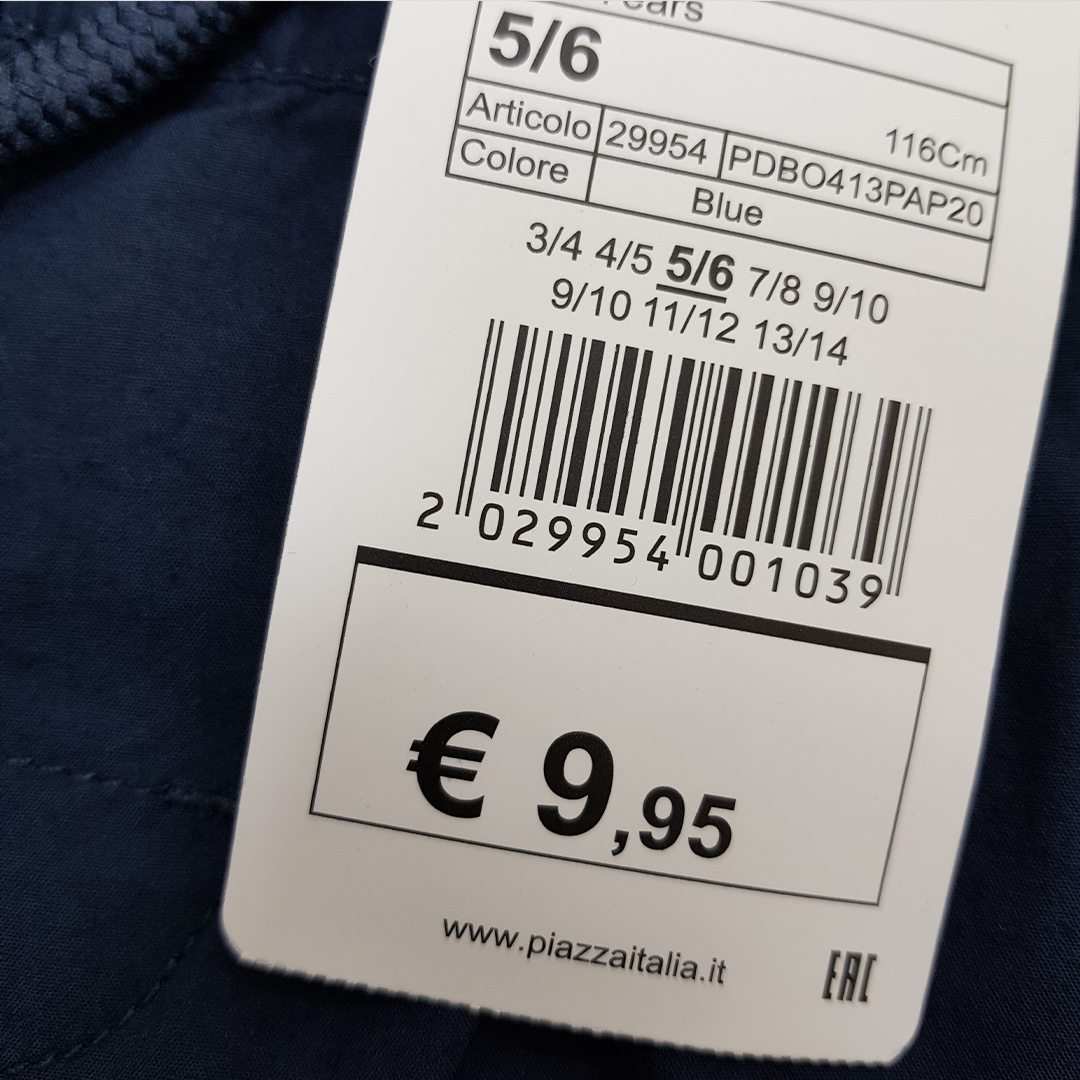 5/6
116Cm
Articolo 29954 PDBO413PAP20
Colore Blue
3/4 4/5 5/6 7/8 9/10
9/10 11/12 13/14
2 029954 001039
€ 9,95
www.piazzaitalia.it
EAC